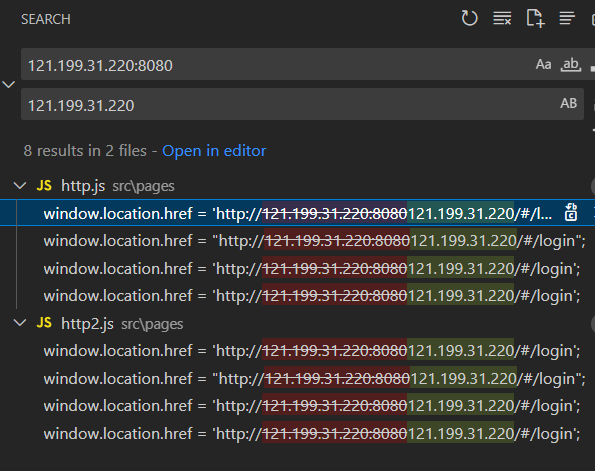 SEARCH
121.199.31.220:8080
Aa ab
121.199.31.220
AB
8 results in 2 files - Open in editor
JS http.js src\pages
window.location.href = 'http://121.199.31.220:8080121.199.31.220/#/l...
window.location.href = "http://121.199.31.220:8080121.199.31.220/#/login";
window.location.href = 'http://121.199.31.220:8080121.199.31.220/#/login';
window.location.href = 'http://121.199.31.220:8080121.199.31.220/#/login';
JS http2.js src\pages
window.location.href = 'http://121.199.31.220:8080121.199.31.220/#/login';
window.location.href = "http://121.199.31.220:8080121.199.31.220/#/login";
window.location.href = 'http://121.199.31.220:8080121.199.31.220/#/login';
window.location.href = 'http://121.199.31.220:8080121.199.31.220/#/login';